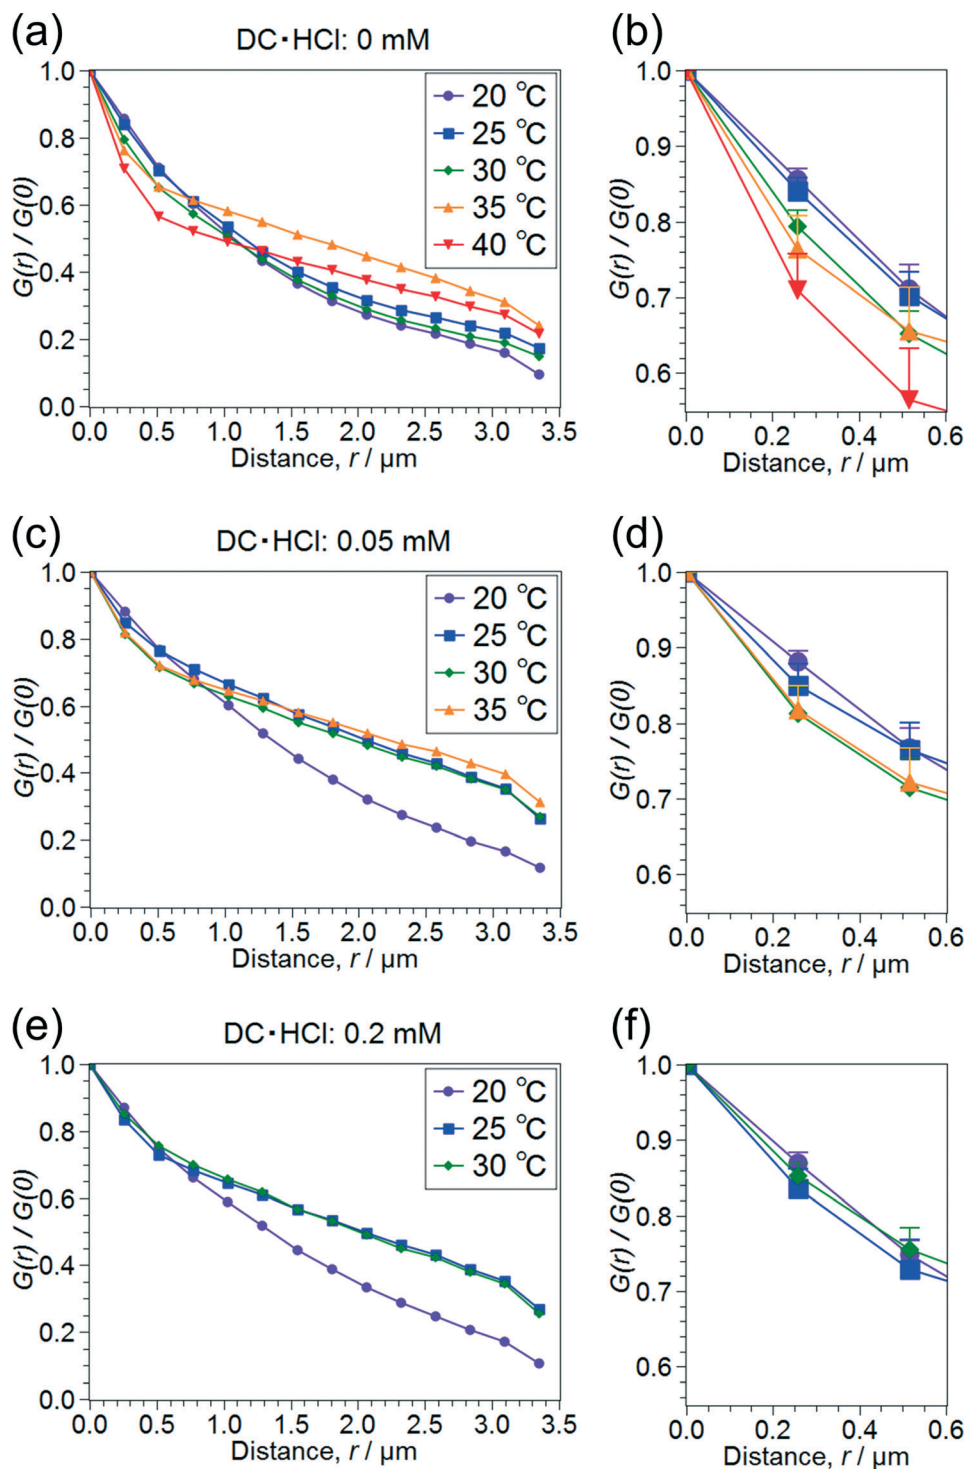 (a)
DC・HCl: 0 mM
1.0
0.8
0.6
0.4
0.2
0.0
G(r) / G(0)
20 ℃
25 ℃
30 ℃
35 ℃
40 ℃
0.0 0.5 1.0 1.5 2.0 2.5 3.0 3.5
Distance, r / µm
(b)
1.0
0.9
0.8
0.7
0.6
G(r) / G(0)
0.0 0.2 0.4 0.6
Distance, r / µm
(c)
DC・HCl: 0.05 mM
1.0
0.8
0.6
0.4
0.2
0.0
G(r) / G(0)
20 ℃
25 ℃
30 ℃
35 ℃
0.0 0.5 1.0 1.5 2.0 2.5 3.0 3.5
Distance, r / µm
(d)
1.0
0.9
0.8
0.7
0.6
G(r) / G(0)
0.0 0.2 0.4 0.6
Distance, r / µm
(e)
DC・HCl: 0.2 mM
1.0
0.8
0.6
0.4
0.2
0.0
G(r) / G(0)
20 ℃
25 ℃
30 ℃
0.0 0.5 1.0 1.5 2.0 2.5 3.0 3.5
Distance, r / µm
(f)
1.0
0.9
0.8
0.7
0.6
G(r) / G(0)
0.0 0.2 0.4 0.6
Distance, r / µm